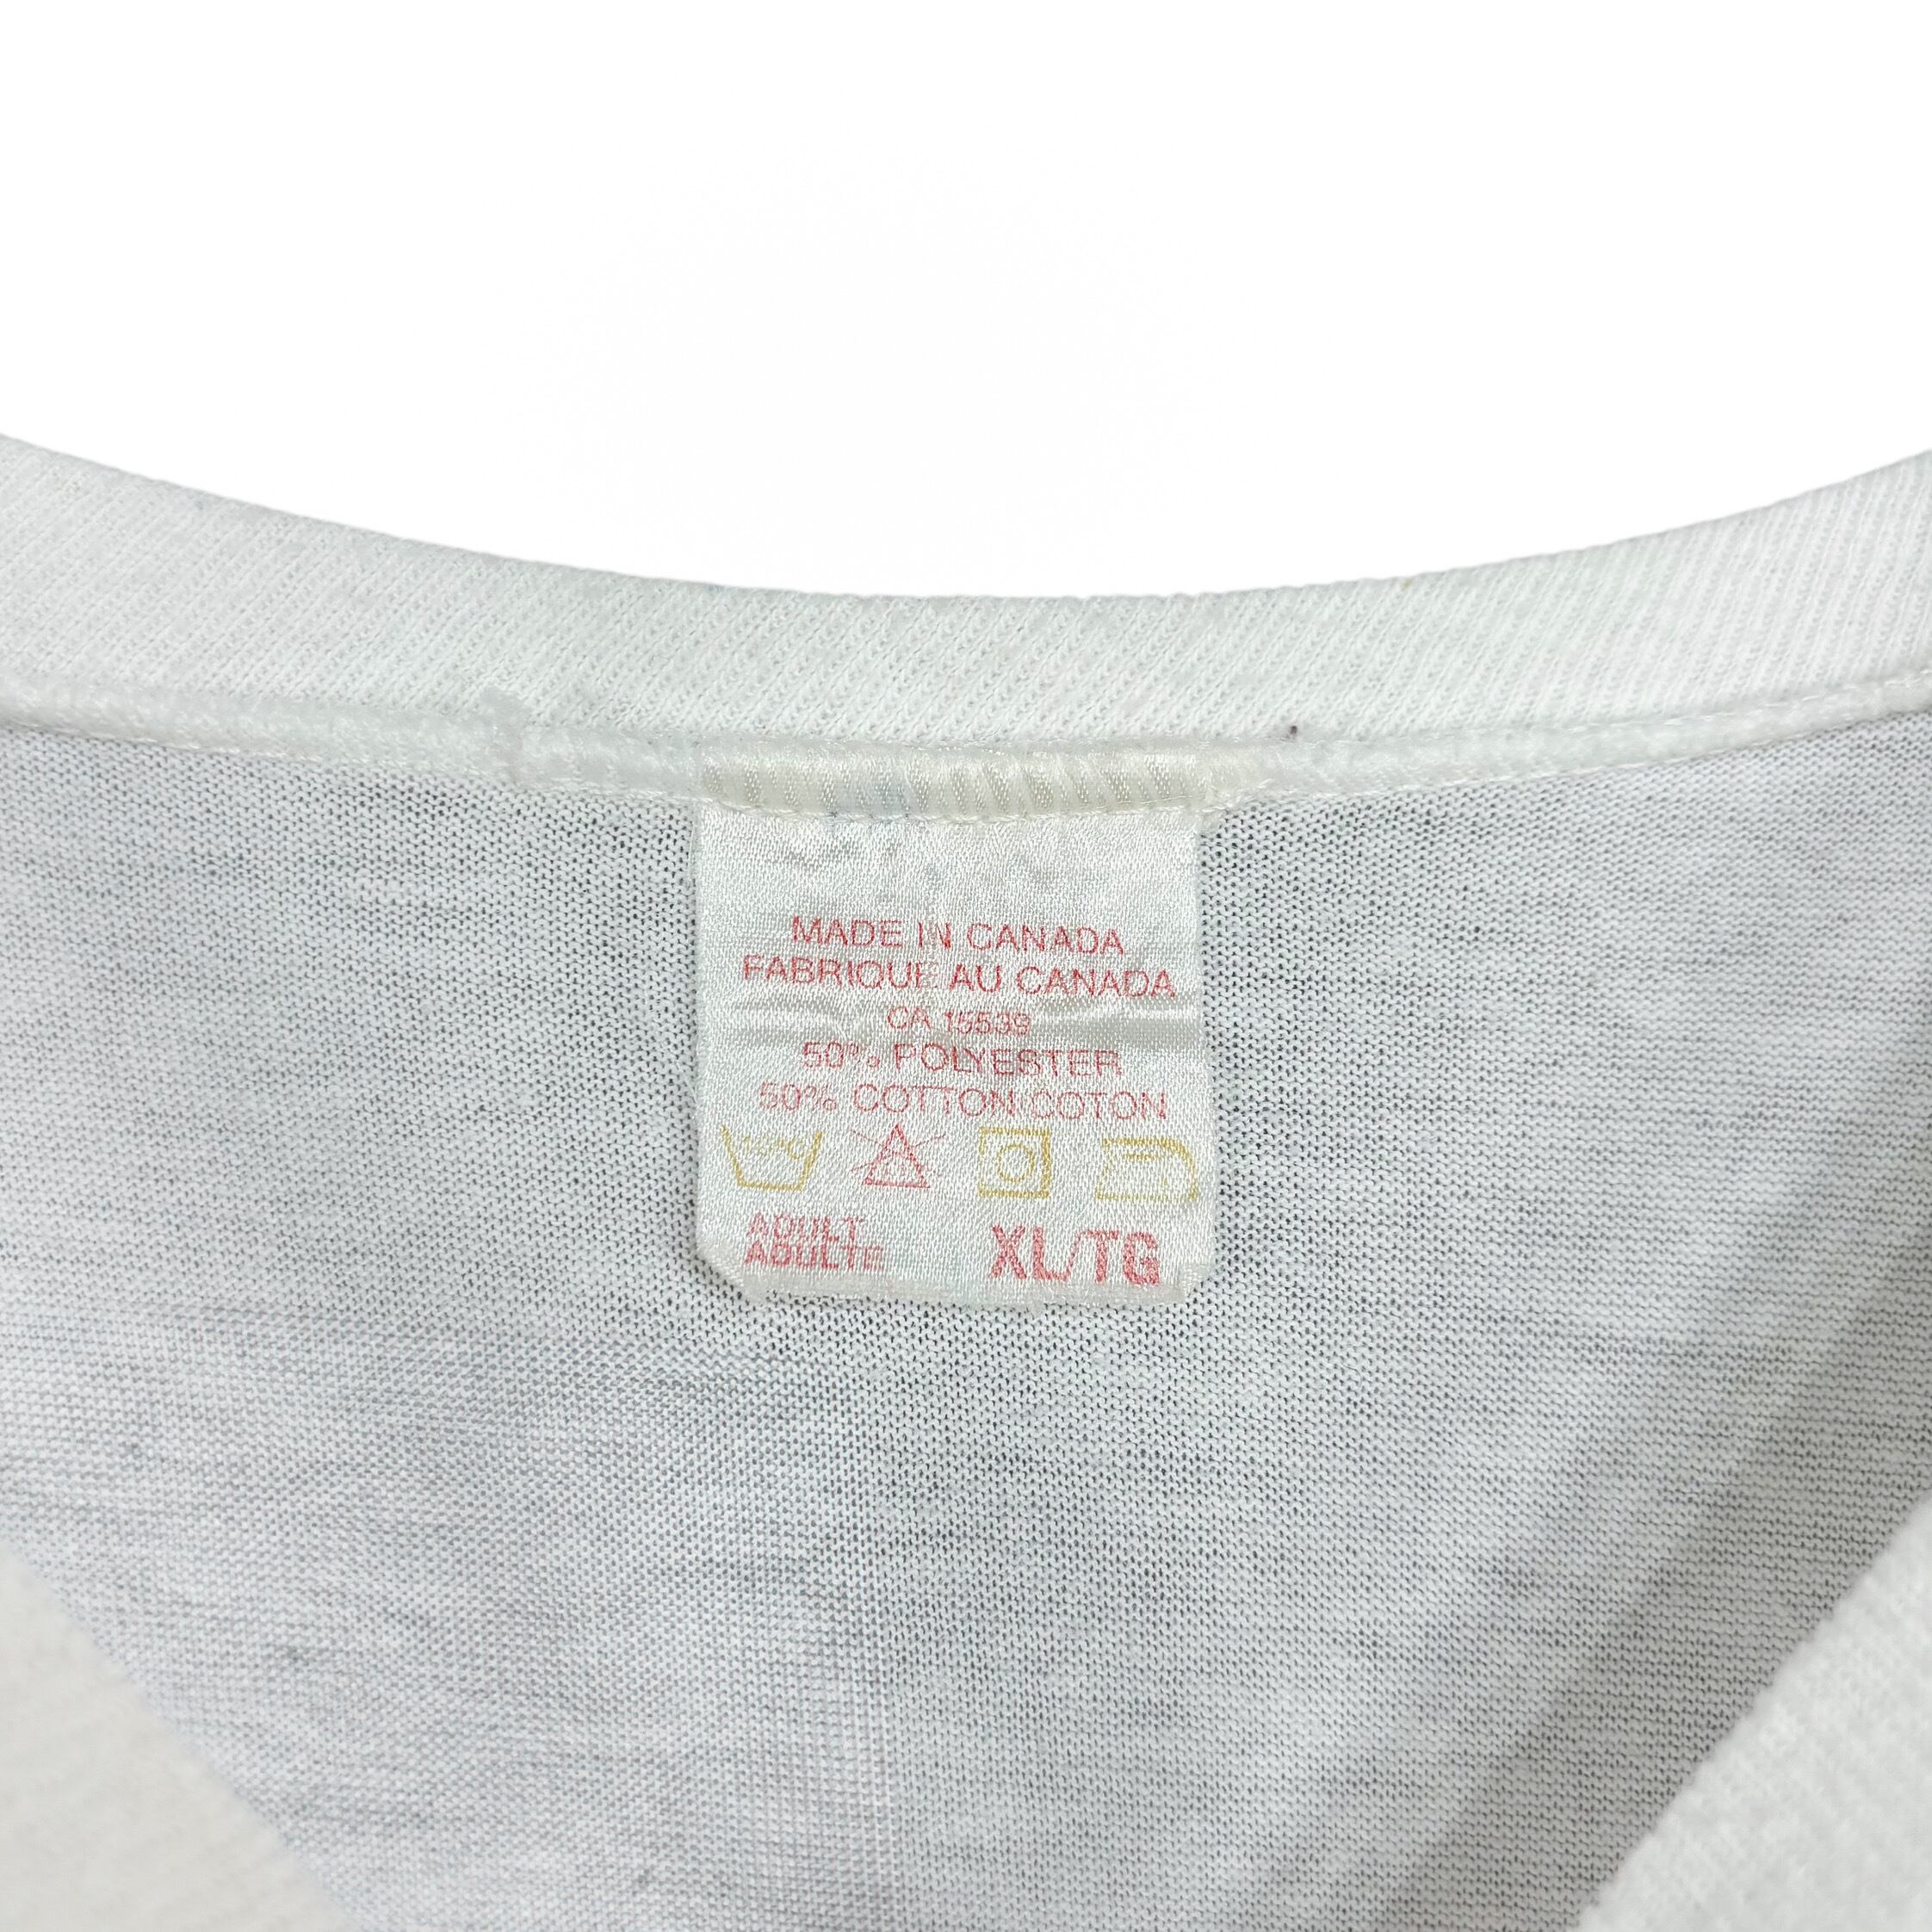 MADE IN CANADA
FABRIQUE AU CANADA
CA 15539
50% POLYESTER
50% COTTON/COTON
ADULT
ADULTE
XL/TG